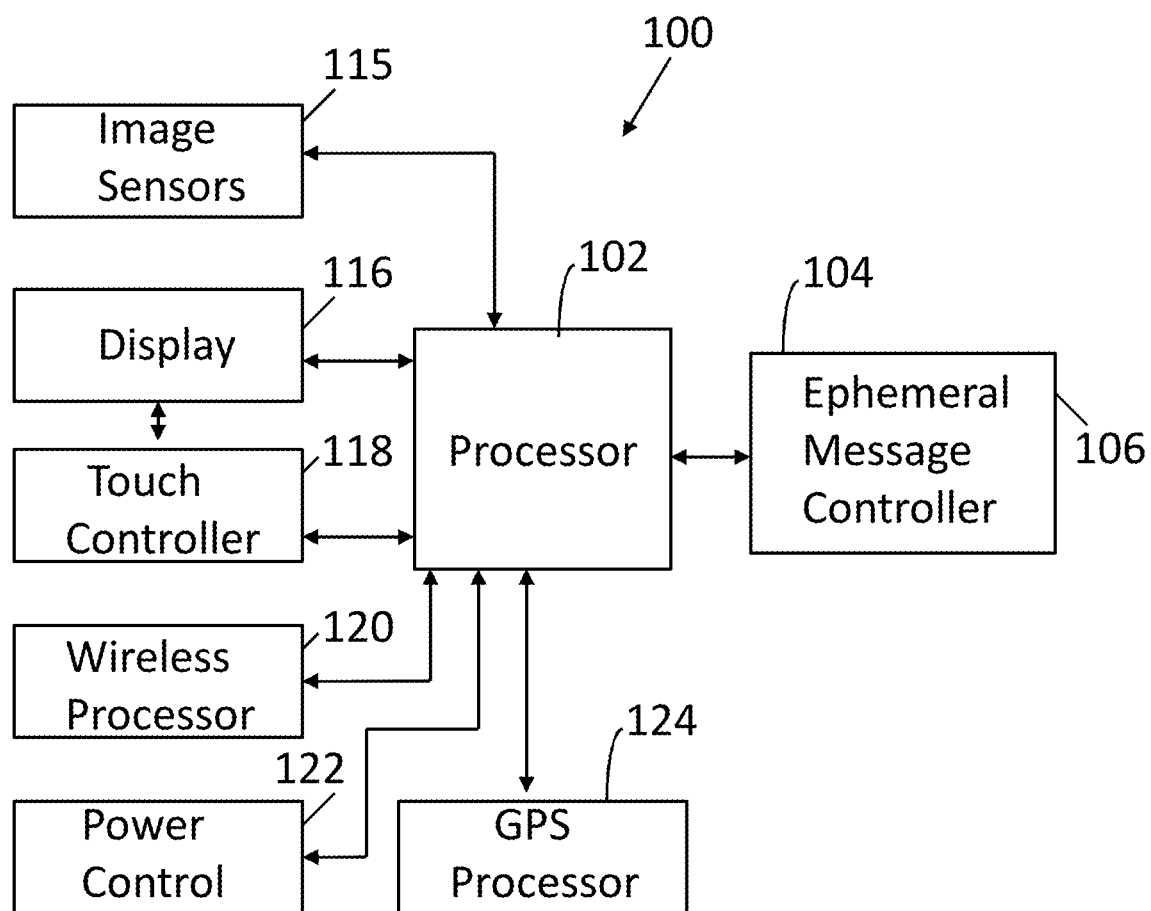 100
115
Image
Sensors
102
116
104
Display
Ephemeral
Message
Controller
106
Processor
118
Touch
Controller
120
Wireless
Processor
124
122
Power
Control
GPS
Processor